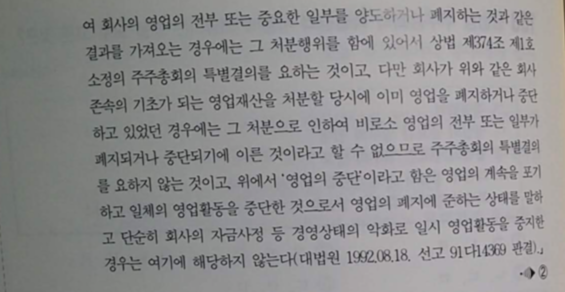 여 회사의 영업의 전부 또는 중요한 일부를 양도하거나 폐지하는 것과 같은
결과를 가져오는 경우에는 그 처분행위를 함에 있어서 상법 제374조 제1호
소정의 주주총회의 특별결의를 요하는 것이고, 다만 회사가 위와 같은 회사
존속의 기초가 되는 영업재산을 처분할 당시에 이미 영업을 폐지하거나 중단
하고 있었던 경우에는 그 처분으로 인하여 비로소 영업의 전부 또는 일부가
폐지되거나 중단되기에 이른 것이라고 할 수 없으므로 주주총회의 특별결의
를 요하지 않는 것이고, 위에서 '영업의 중단'이라고 함은 영업의 계속을 포기
하고 일체의 영업활동을 중단한 것으로서 영업의 폐지에 준하는 상태를 말하
고 단순히 회사의 자금사정 등 경영상태의 악화로 일시 영업활동을 중지한
경우는 여기에 해당하지 않는다(대법원 1992.08.18. 선고 91다14369 판결).」
②